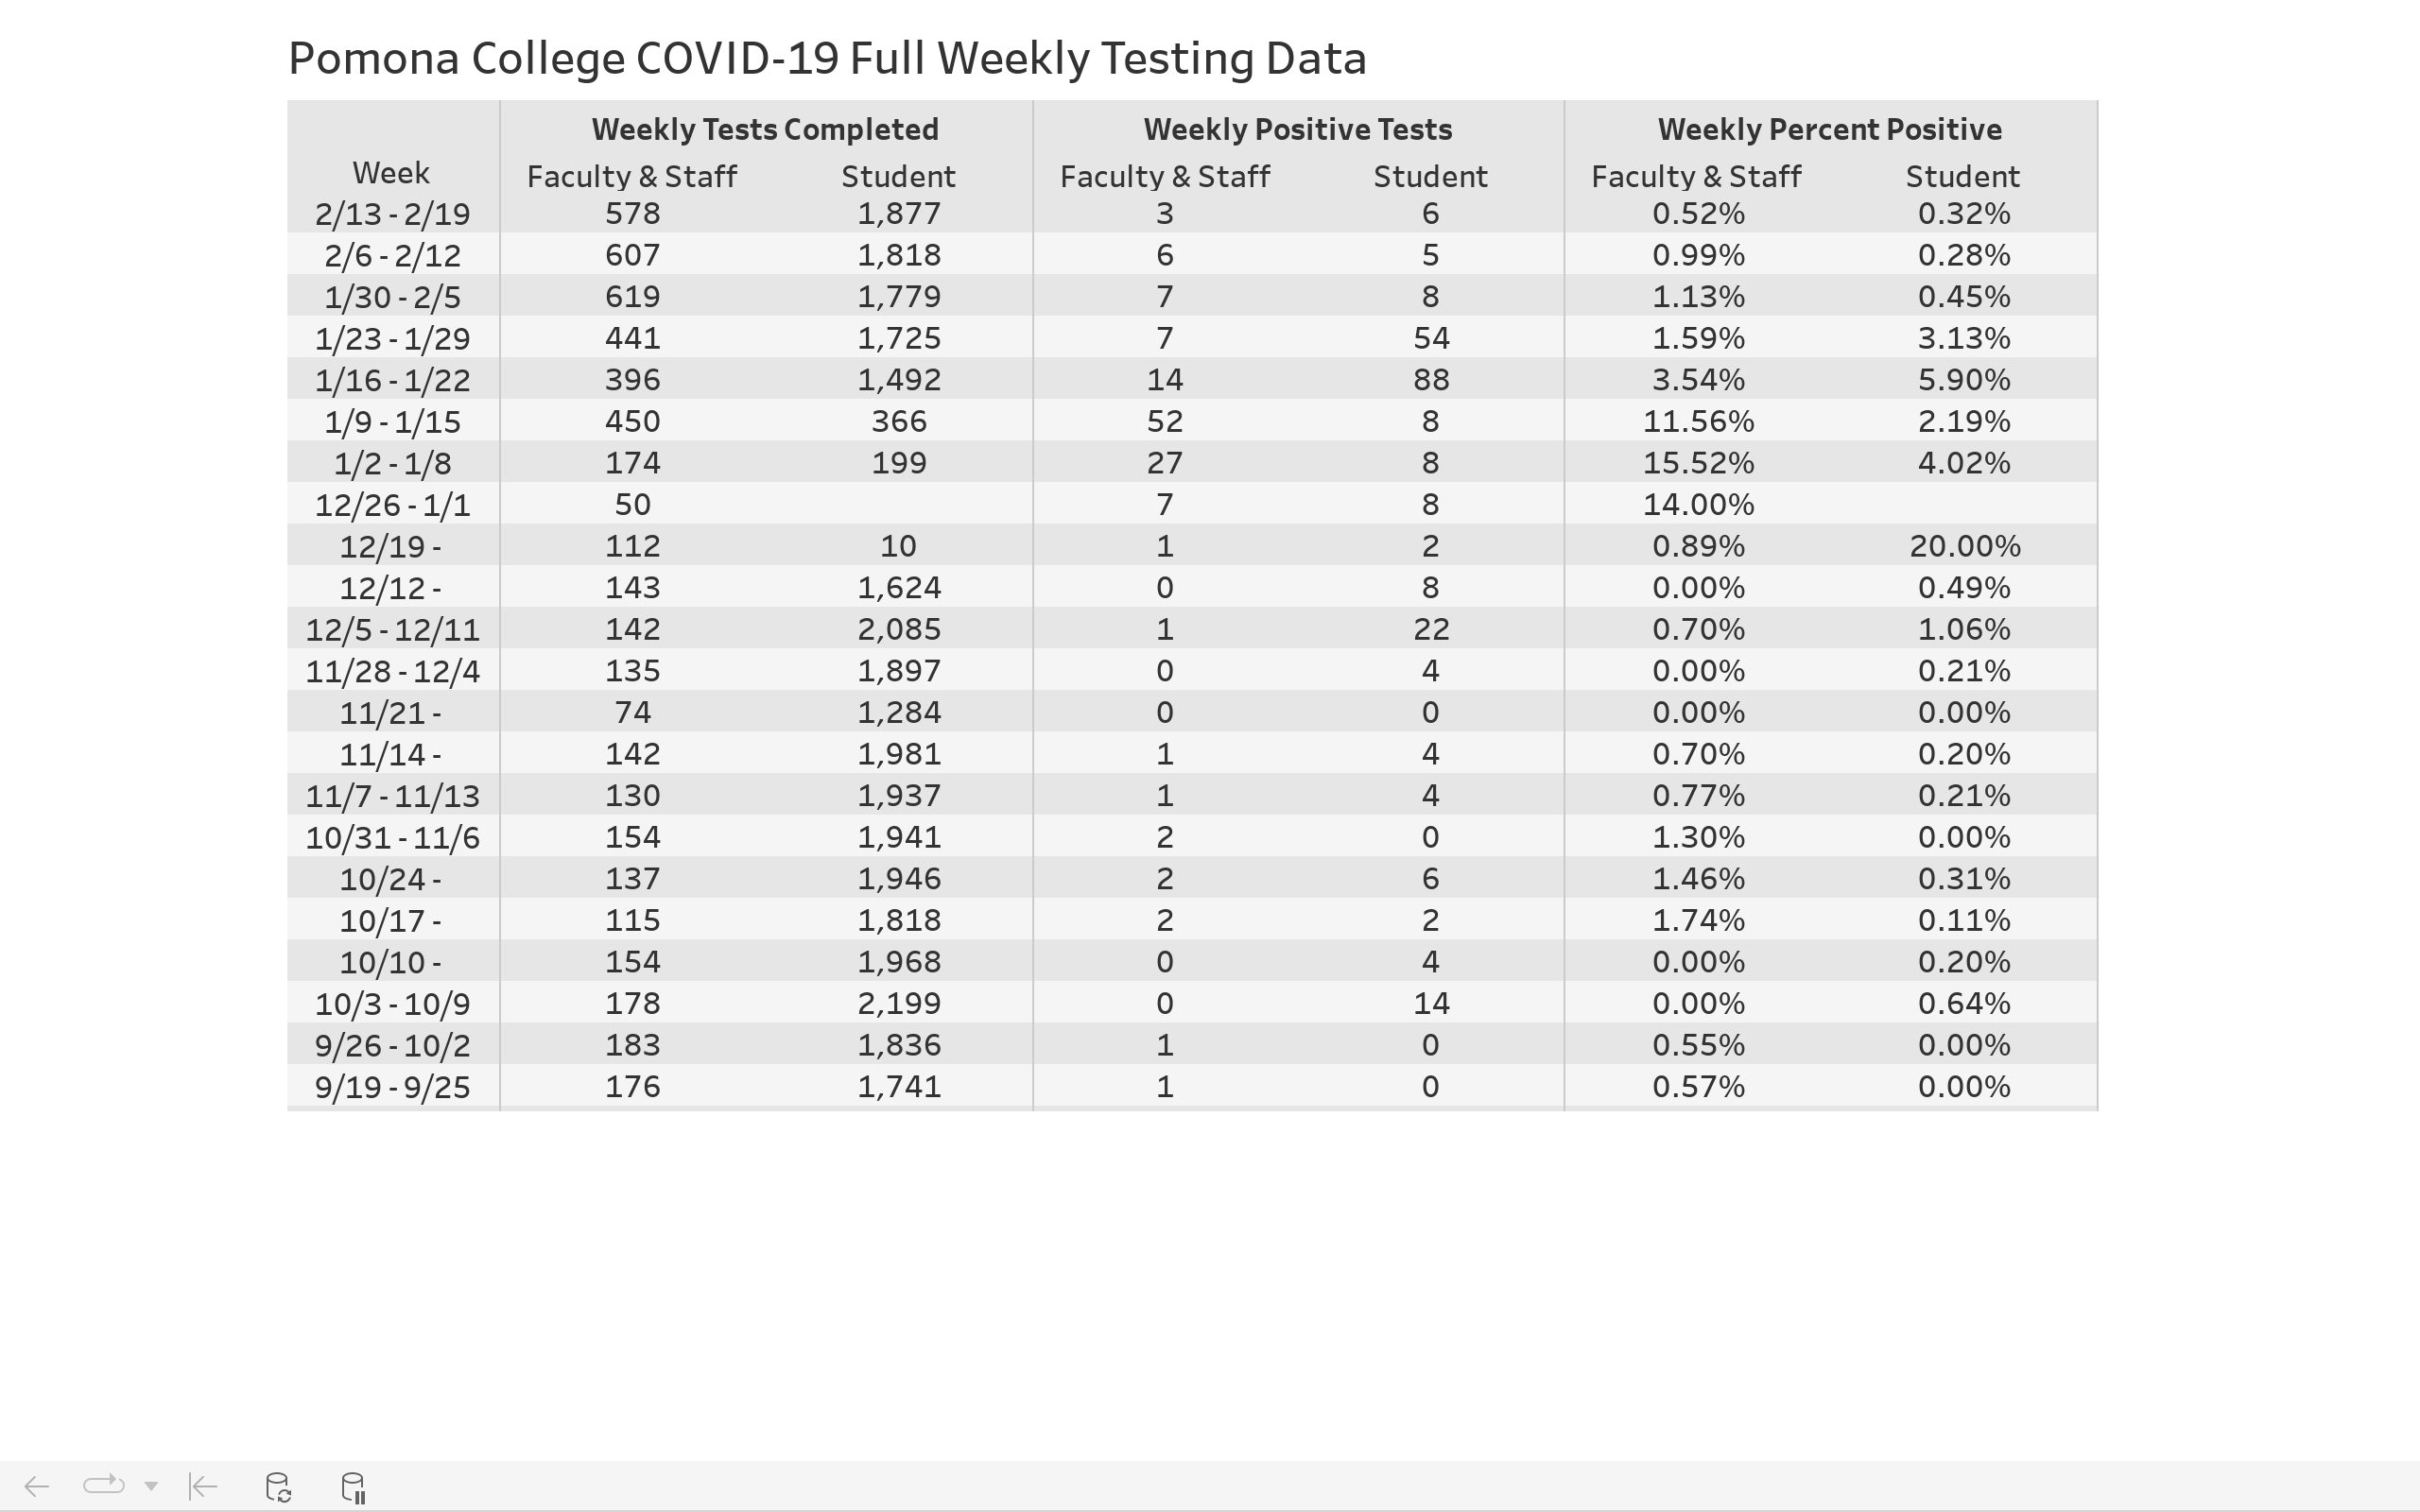 Pomona College COVID-19 Full Weekly Testing Data
Weekly Tests Completed Weekly Positive Tests Weekly Percent Positive
Week Faculty & Staff Student Faculty & Staff Student Faculty & Staff Student
2/13 - 2/19 578 1,877 3 6 0.52% 0.32%
2/6 - 2/12 607 1,818 6 5 0.99% 0.28%
1/30 - 2/5 619 1,779 7 8 1.13% 0.45%
1/23 - 1/29 441 1,725 7 54 1.59% 3.13%
1/16 - 1/22 396 1,492 14 88 3.54% 5.90%
1/9 - 1/15 450 366 52 8 11.56% 2.19%
1/2 - 1/8 174 199 27 8 15.52% 4.02%
12/26 - 1/1 50 7 8 14.00%
12/19 - 112 10 1 2 0.89% 20.00%
12/12 - 143 1,624 0 8 0.00% 0.49%
12/5 - 12/11 142 2,085 1 22 0.70% 1.06%
11/28 - 12/4 135 1,897 0 4 0.00% 0.21%
11/21 - 74 1,284 0 0 0.00% 0.00%
11/14 - 142 1,981 1 4 0.70% 0.20%
11/7 - 11/13 130 1,937 1 4 0.77% 0.21%
10/31 - 11/6 154 1,941 2 0 1.30% 0.00%
10/24 - 137 1,946 2 6 1.46% 0.31%
10/17 - 115 1,818 2 2 1.74% 0.11%
10/10 - 154 1,968 0 4 0.00% 0.20%
10/3 - 10/9 178 2,199 0 14 0.00% 0.64%
9/26 - 10/2 183 1,836 1 0 0.55% 0.00%
9/19 - 9/25 176 1,741 1 0 0.57% 0.00%